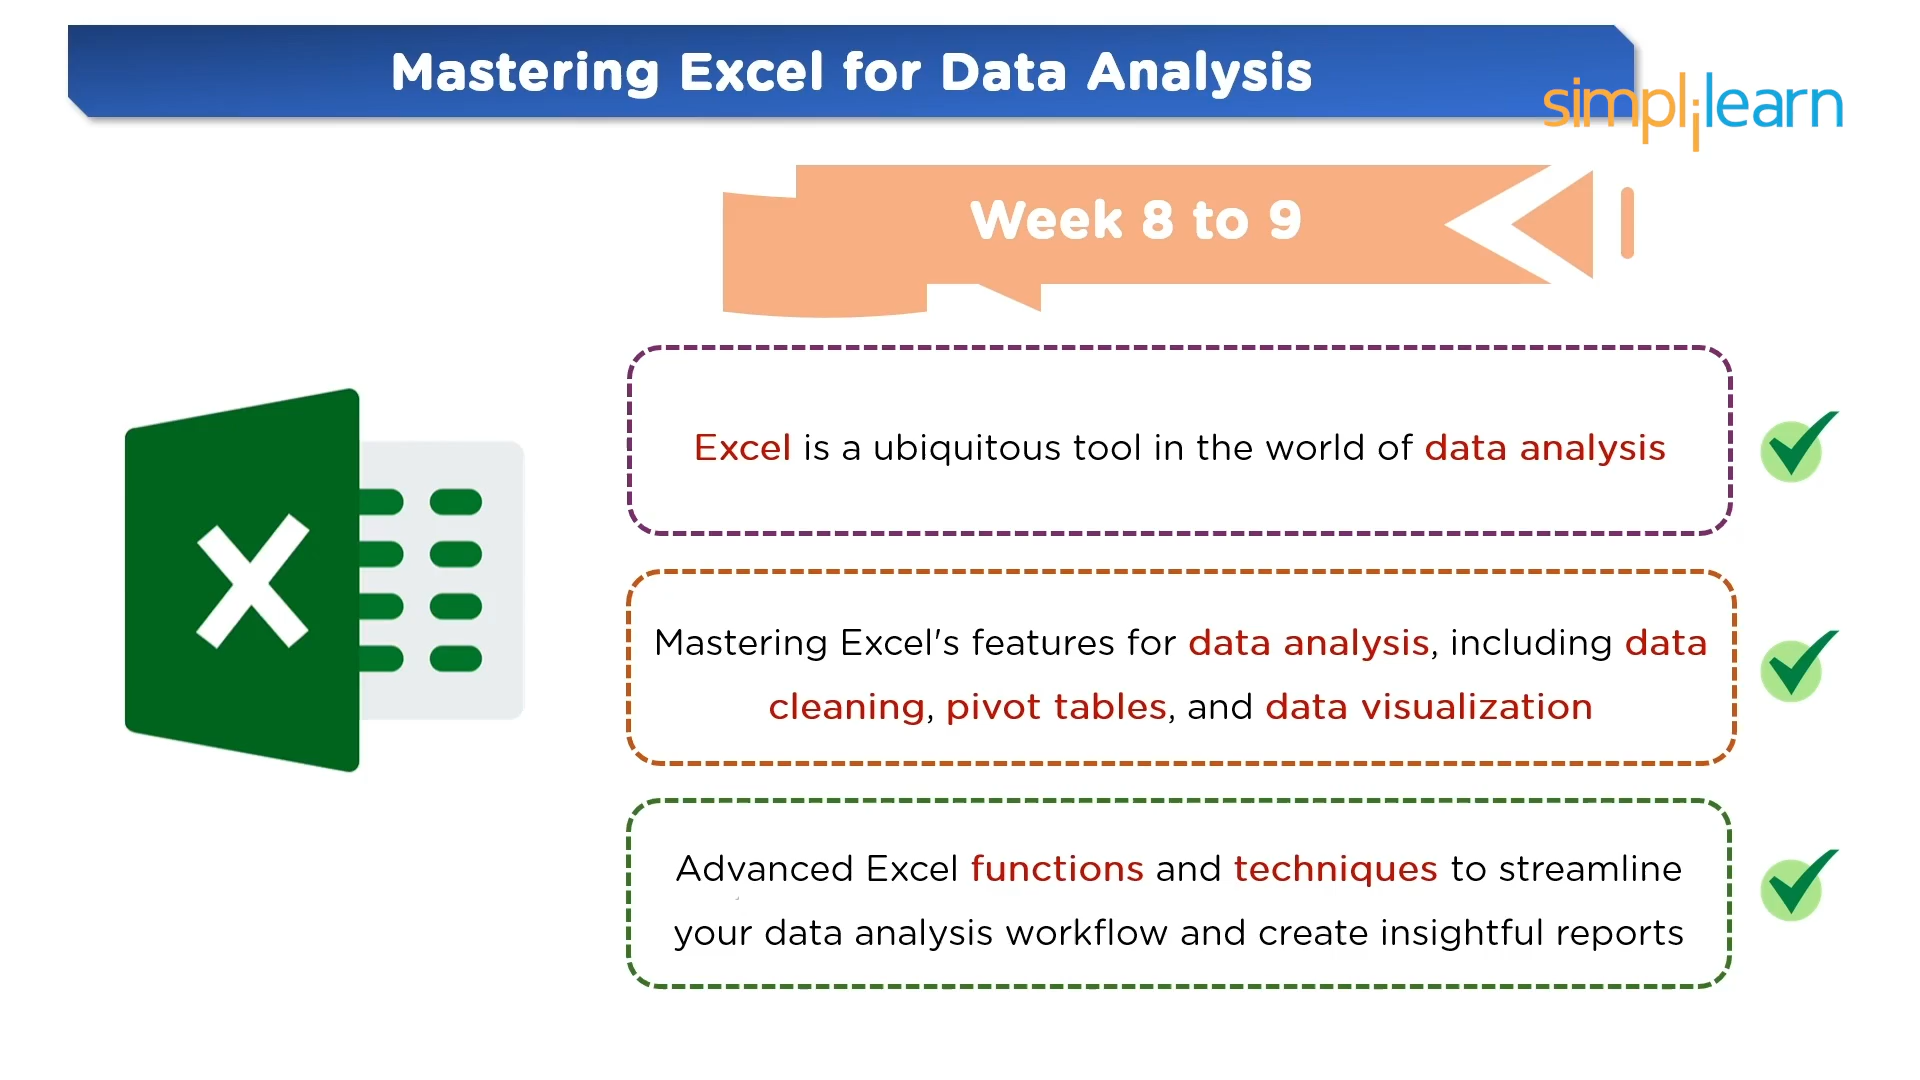 Mastering Excel for Data Analysis
simplilearn
Week 8 to 9
Excel is a ubiquitous tool in the world of data analysis
Mastering Excel's features for data analysis, including data
cleaning, pivot tables, and data visualization
Advanced Excel functions and techniques to streamline
your data analysis workflow and create insightful reports